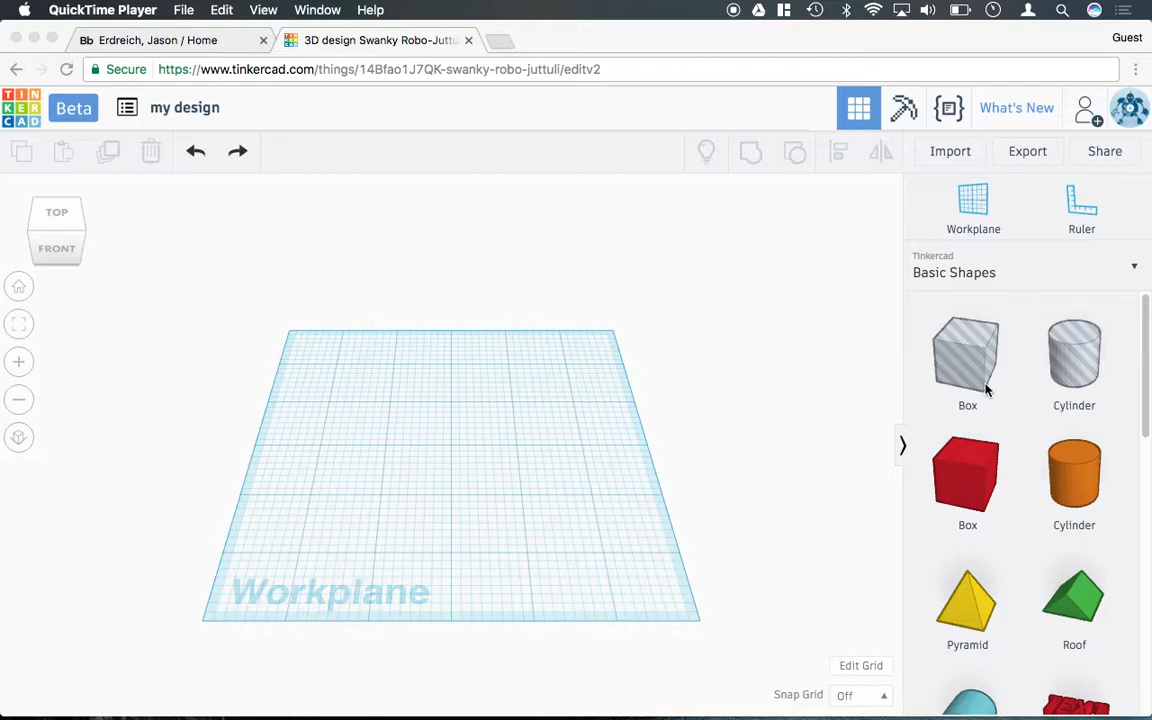 QuickTime Player File Edit View Window Help
Bb Erdreich, Jason / Home
3D design Swanky Robo-Juttu
Guest
Secure https://www.tinkercad.com/things/14Bfao1J7QK-swanky-robo-juttuli/editv2
TIN
KER
CAD
Beta
my design
What's New
Import
Export
Share
TOP
FRONT
Workplane
Ruler
Tinkercad
Basic Shapes
Box
Cylinder
Box
Cylinder
Pyramid
Roof
Workplane
Edit Grid
Snap Grid Off